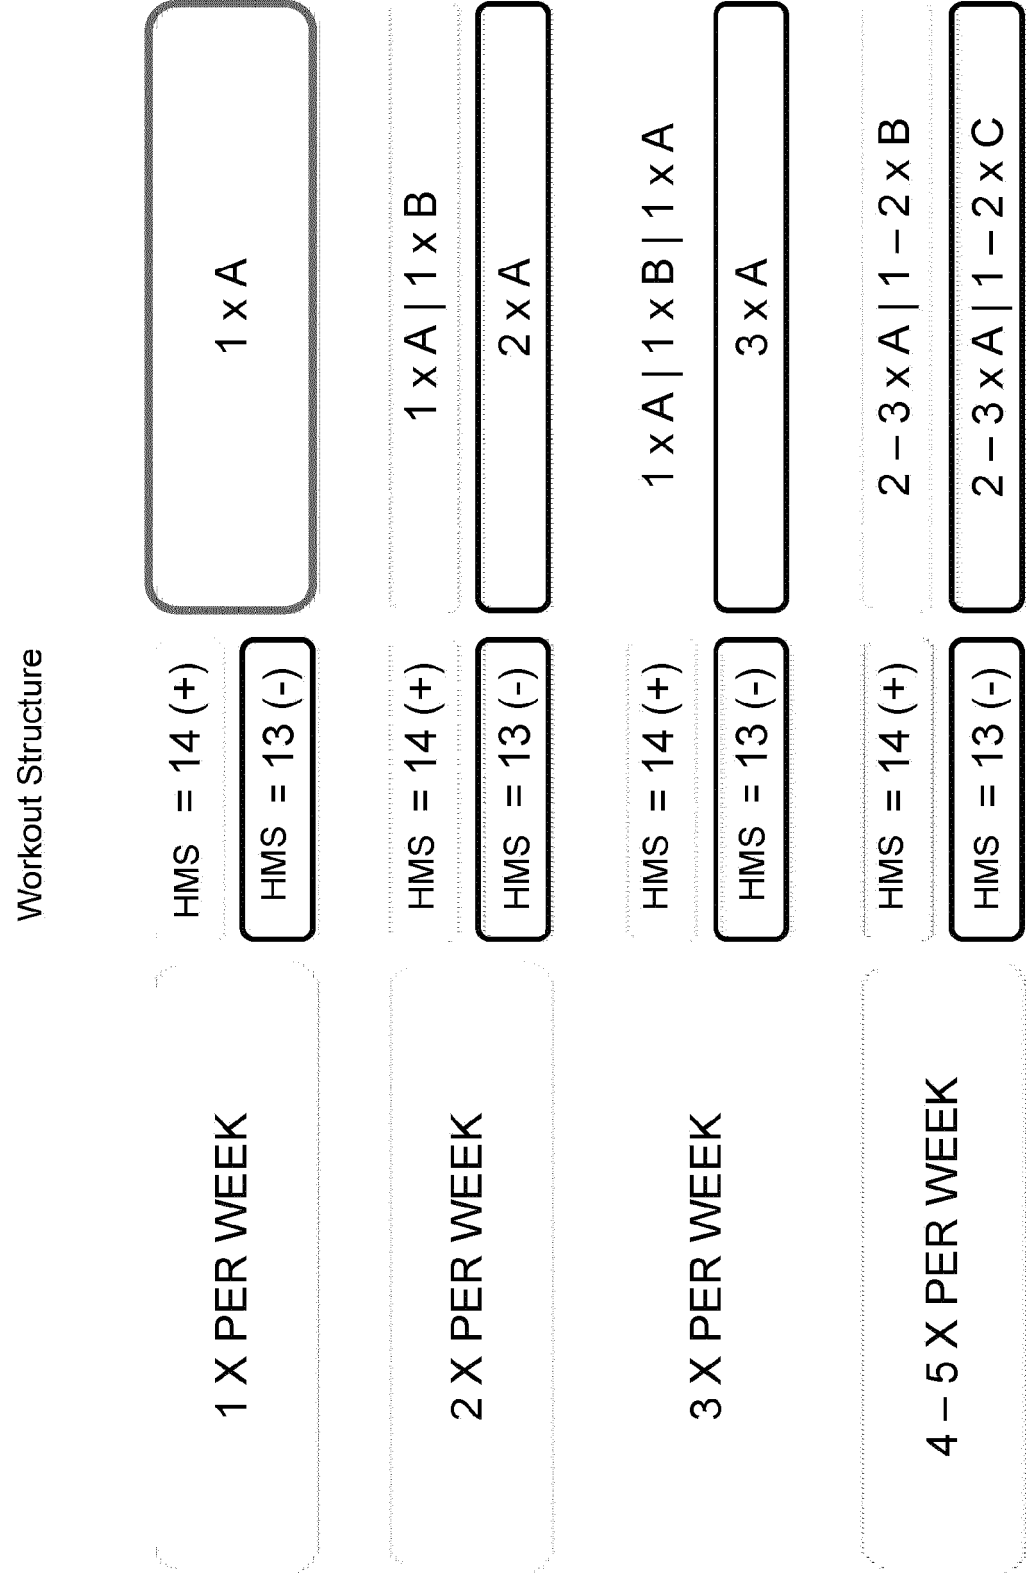 Workout Structure
1 X PER WEEK
HMS = 14 (+)
HMS = 13 (-)
1 x A
2 X PER WEEK
HMS = 14 (+)
1 x A | 1 x B
HMS = 13 (-)
2 x A
3 X PER WEEK
HMS = 14 (+)
1 x A | 1 x B | 1 x A
HMS = 13 (-)
3 x A
4 – 5 X PER WEEK
HMS = 14 (+)
2 – 3 x A | 1 – 2 x B
HMS = 13 (-)
2 – 3 x A | 1 – 2 x C